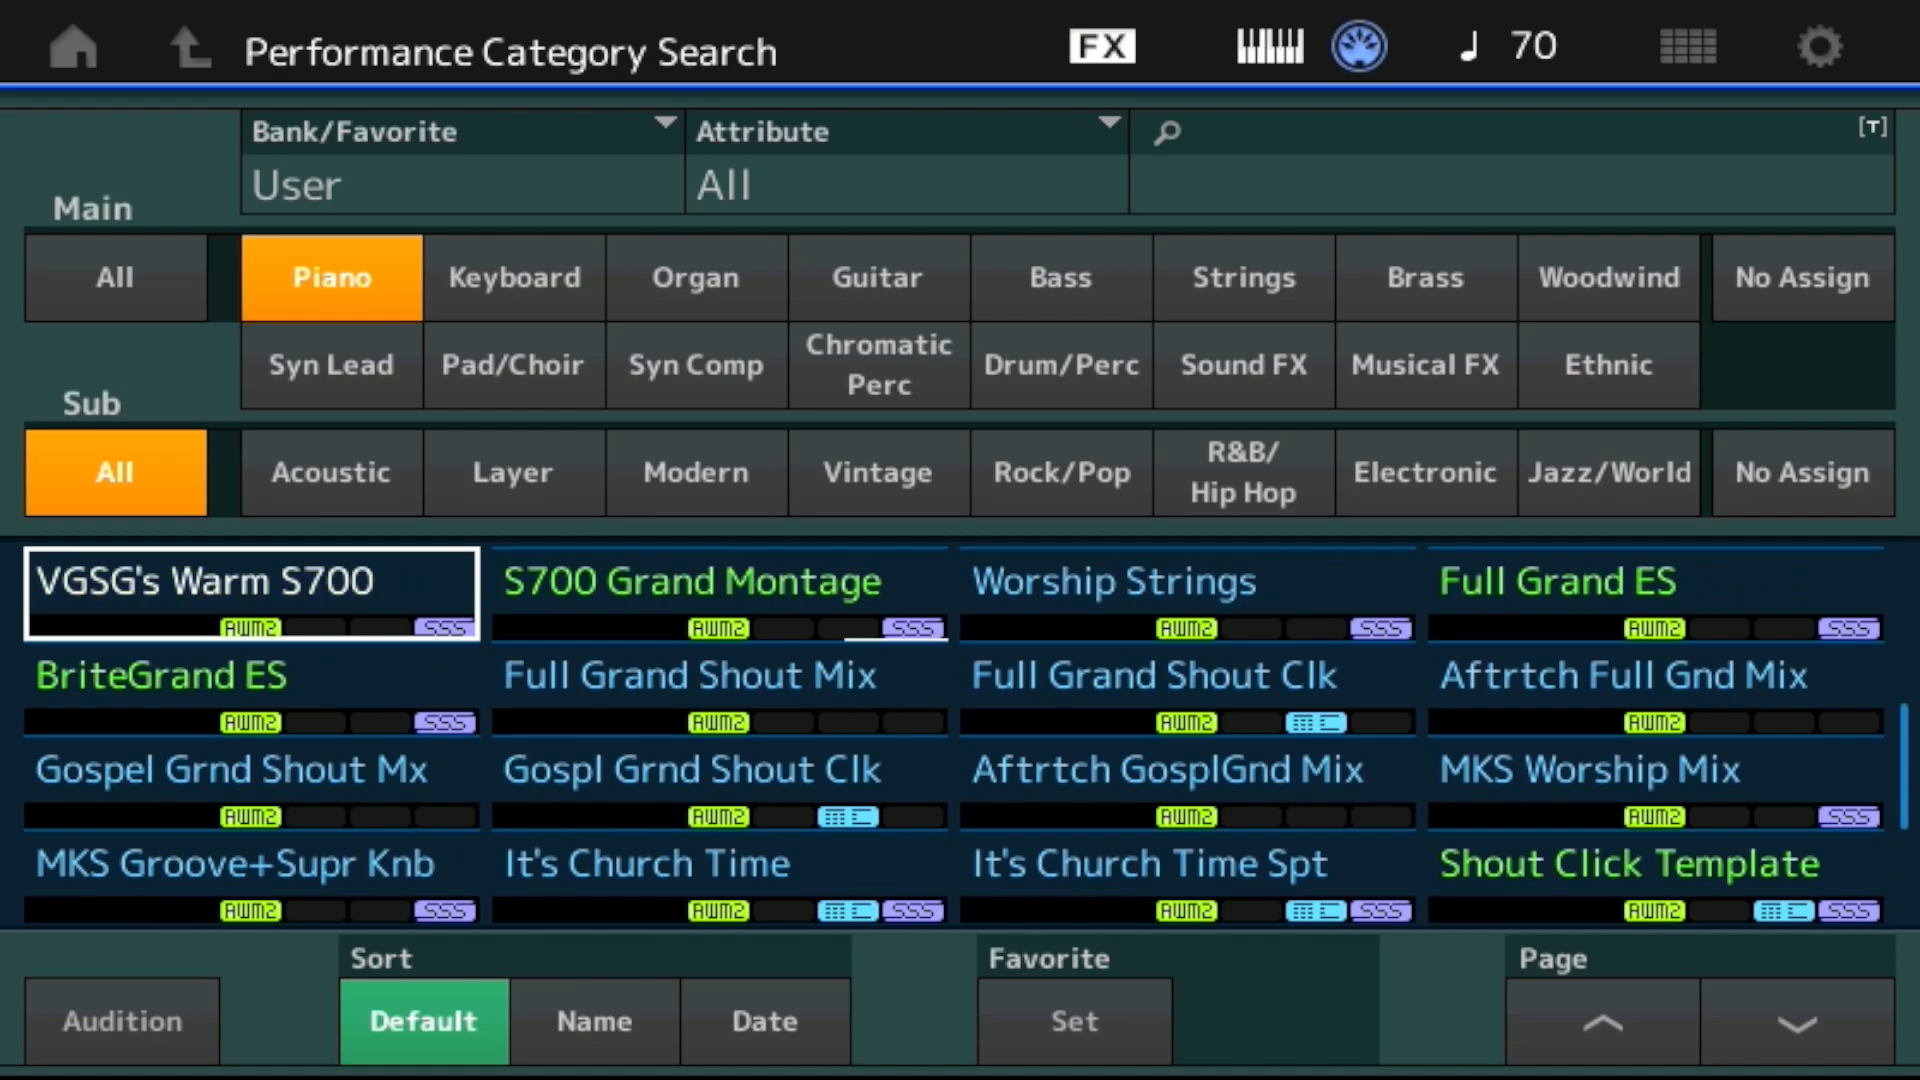 Performance Category Search FX 70
Bank/Favorite Attribute [T]
User All
Main
All Piano Keyboard Organ Guitar Bass Strings Brass Woodwind No Assign
Syn Lead Pad/Choir Syn Comp Chromatic Perc Drum/Perc Sound FX Musical FX Ethnic
Sub
All Acoustic Layer Modern Vintage Rock/Pop R&B/ Hip Hop Electronic Jazz/World No Assign
VGSG's Warm S700 S700 Grand Montage Worship Strings Full Grand ES
AWM2 SSS AWM2 SSS AWM2 SSS AWM2 SSS
BriteGrand ES Full Grand Shout Mix Full Grand Shout Clk Aftrtch Full Gnd Mix
AWM2 SSS AWM2 AWM2 MC AWM2
Gospel Grnd Shout Mx Gospl Grnd Shout Clk Aftrtch GosplGnd Mix MKS Worship Mix
AWM2 AWM2 MC AWM2 AWM2 SSS
MKS Groove+Supr Knb It's Church Time It's Church Time Spt Shout Click Template
AWM2 SSS AWM2 MC SSS AWM2 MC SSS AWM2 MC SSS
Sort Favorite Page
Audition Default Name Date Set